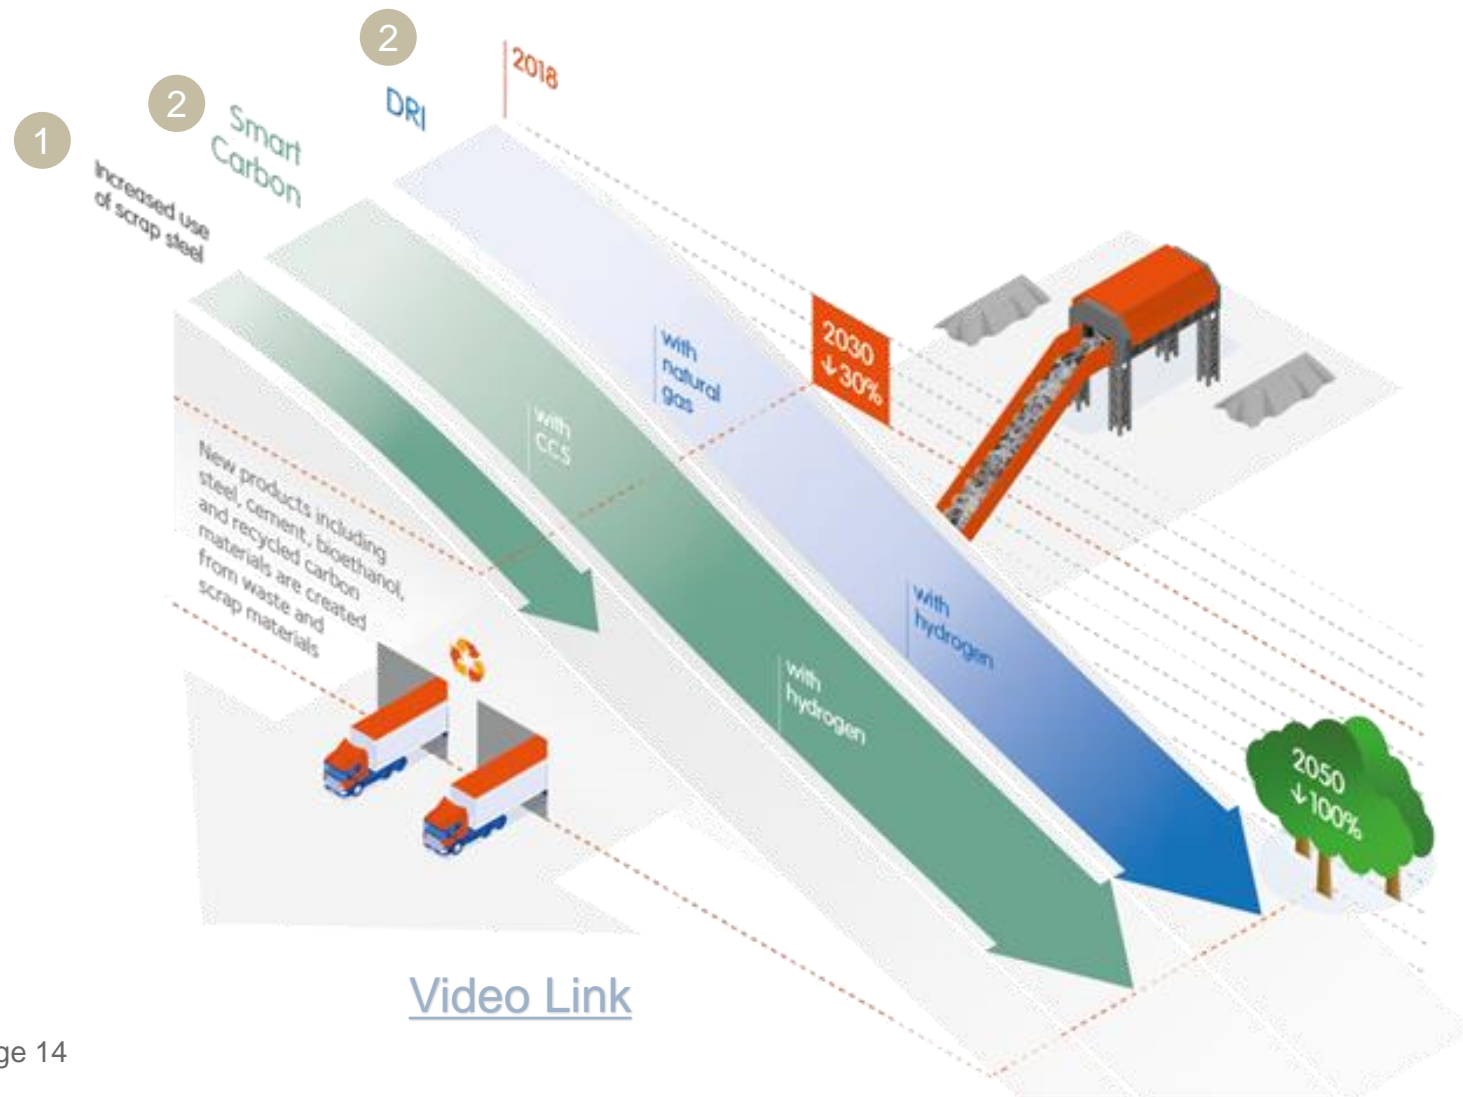 2
2018
2
DRI
1
Smart
Carbon
Increased use
of scrap steel
with
natural
gas
2030
↓30%
with
CCS
New products including
steel, cement, bioethanol,
and recycled carbon
materials are created
from waste and
scrap materials
with
hydrogen
with
hydrogen
2050
↓100%
Video Link
ge 14